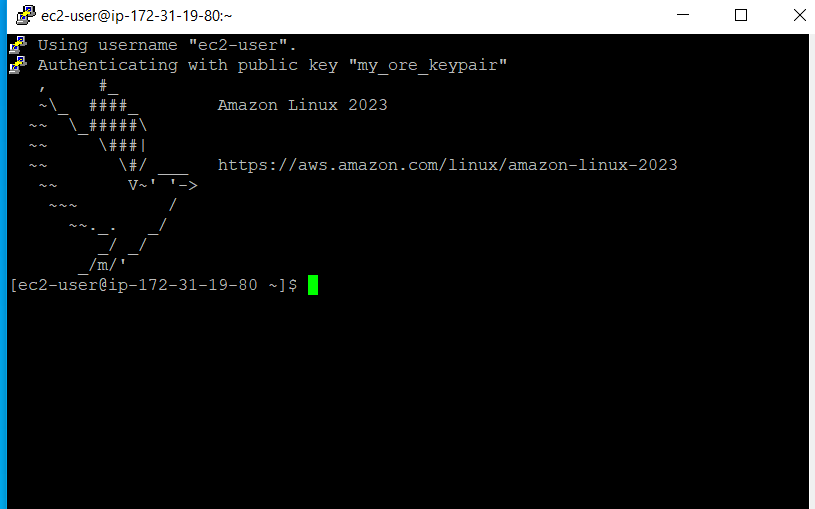 ec2-user@ip-172-31-19-80:~
Using username "ec2-user".
Authenticating with public key "my_ore_keypair"
   ,     #_
   ~\_  ####_        Amazon Linux 2023
  ~~  \_#####\
  ~~     \###|
  ~~       \#/ ___   https://aws.amazon.com/linux/amazon-linux-2023
   ~~       V~' '->
    ~~~         /
      ~~._.   _/
         _/ _/
       _/m/'
[ec2-user@ip-172-31-19-80 ~]$